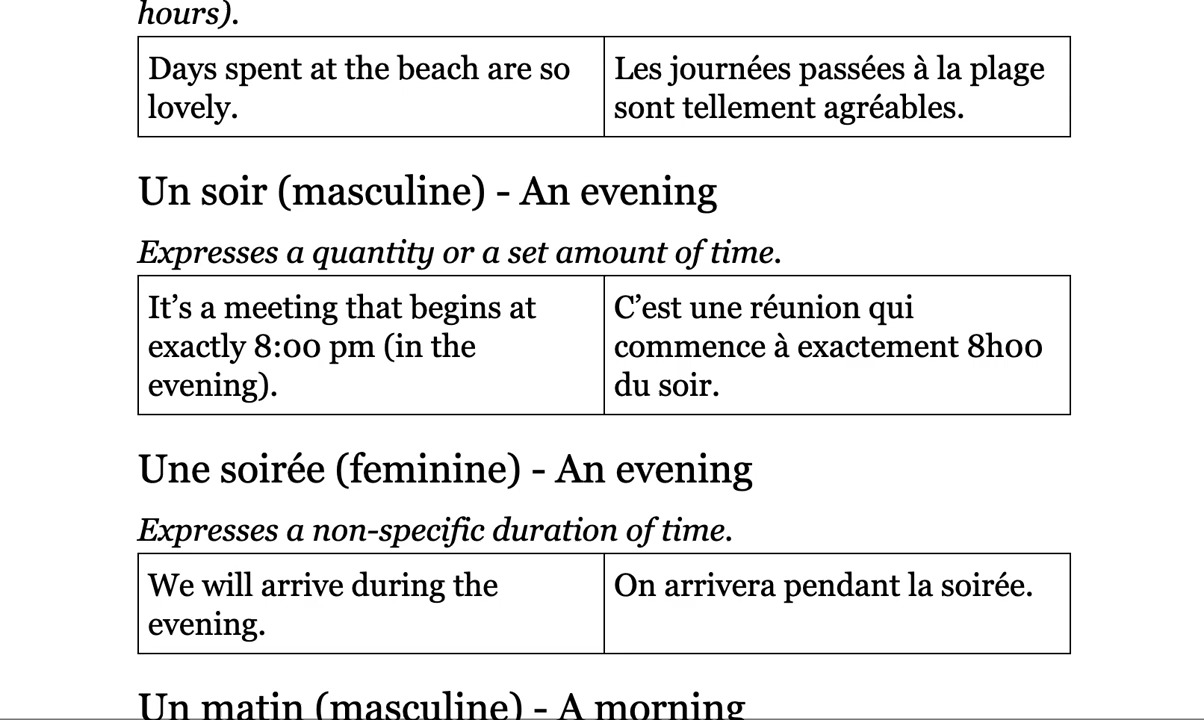 hours).
Days spent at the beach are so
lovely.
Les journées passées à la plage
sont tellement agréables.
Un soir (masculine) - An evening
Expresses a quantity or a set amount of time.
It’s a meeting that begins at
exactly 8:00 pm (in the
evening).
C’est une réunion qui
commence à exactement 8h00
du soir.
Une soirée (feminine) - An evening
Expresses a non-specific duration of time.
We will arrive during the
evening.
On arrivera pendant la soirée.
Un matin (masculine) - A morning